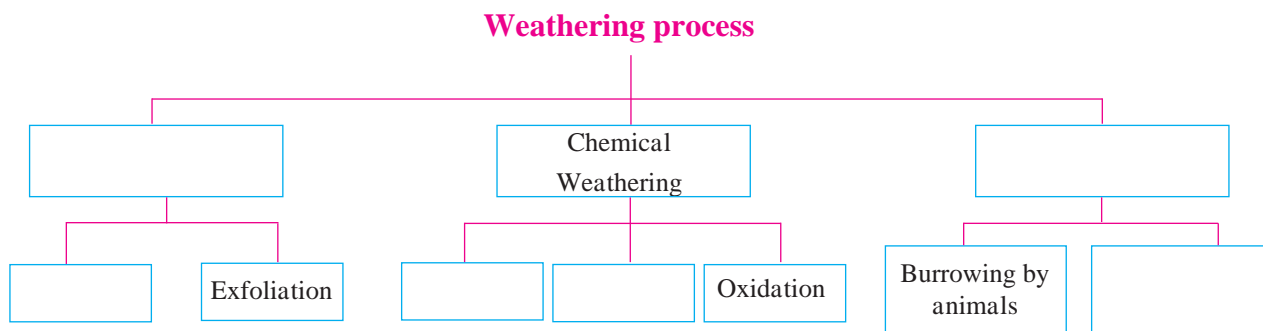 Weathering process
Chemical
Weathering
Exfoliation
Oxidation
Burrowing by
animals